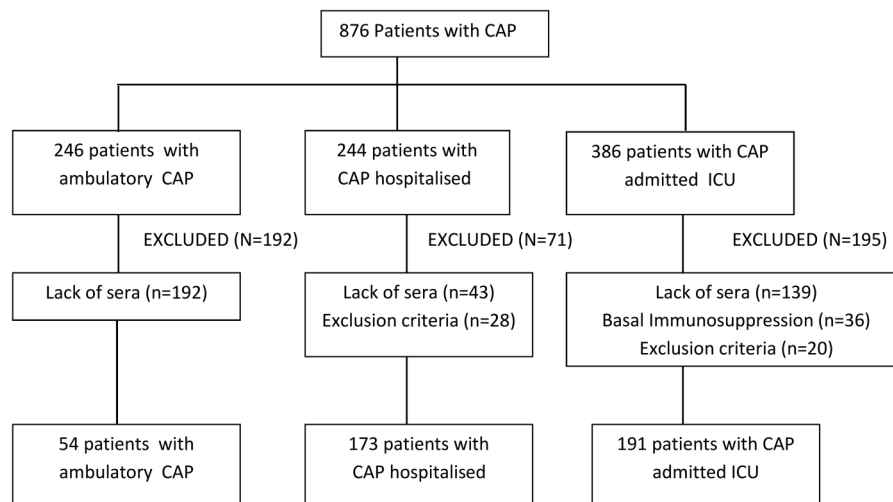 876 Patients with CAP
246 patients with
ambulatory CAP
244 patients with
CAP hospitalised
386 patients with CAP
admitted ICU
EXCLUDED (N=192)
EXCLUDED (N=71)
EXCLUDED (N=195)
Lack of sera (n=192)
Lack of sera (n=43)
Exclusion criteria (n=28)
Lack of sera (n=139)
Basal Immunosuppression (n=36)
Exclusion criteria (n=20)
54 patients with
ambulatory CAP
173 patients with
CAP hospitalised
191 patients with CAP
admitted ICU